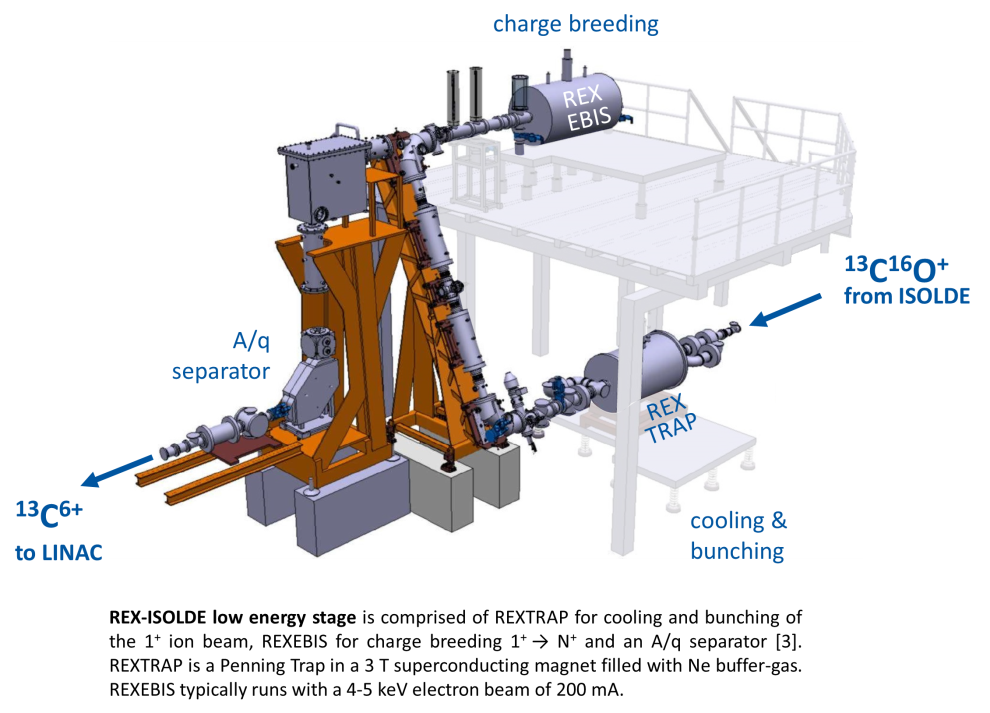 charge breeding
REX
EBIS
¹³C¹⁶O⁺
from ISOLDE
A/q
separator
REX
TRAP
¹³C⁶⁺
to LINAC
cooling &
bunching
REX-ISOLDE low energy stage is comprised of REXTRAP for cooling and bunching of
the 1⁺ ion beam, REXEBIS for charge breeding 1⁺ → N⁺ and an A/q separator [3].
REXTRAP is a Penning Trap in a 3 T superconducting magnet filled with Ne buffer-gas.
REXEBIS typically runs with a 4-5 keV electron beam of 200 mA.